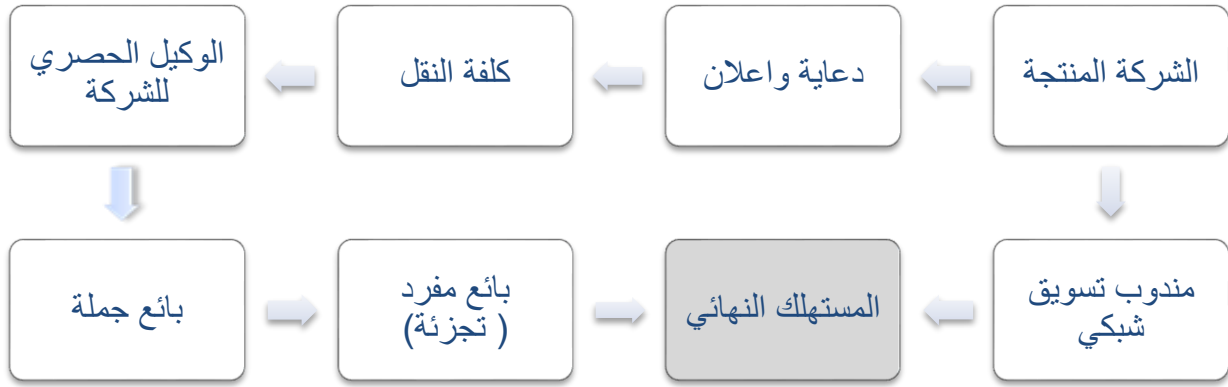 الشركة المنتجة
دعاية واعلان
كلفة النقل
الوكيل الحصري
للشركة
مندوب تسويق
شبكي
المستهلك النهائي
بائع مفرد
( تجزئة)
بائع جملة